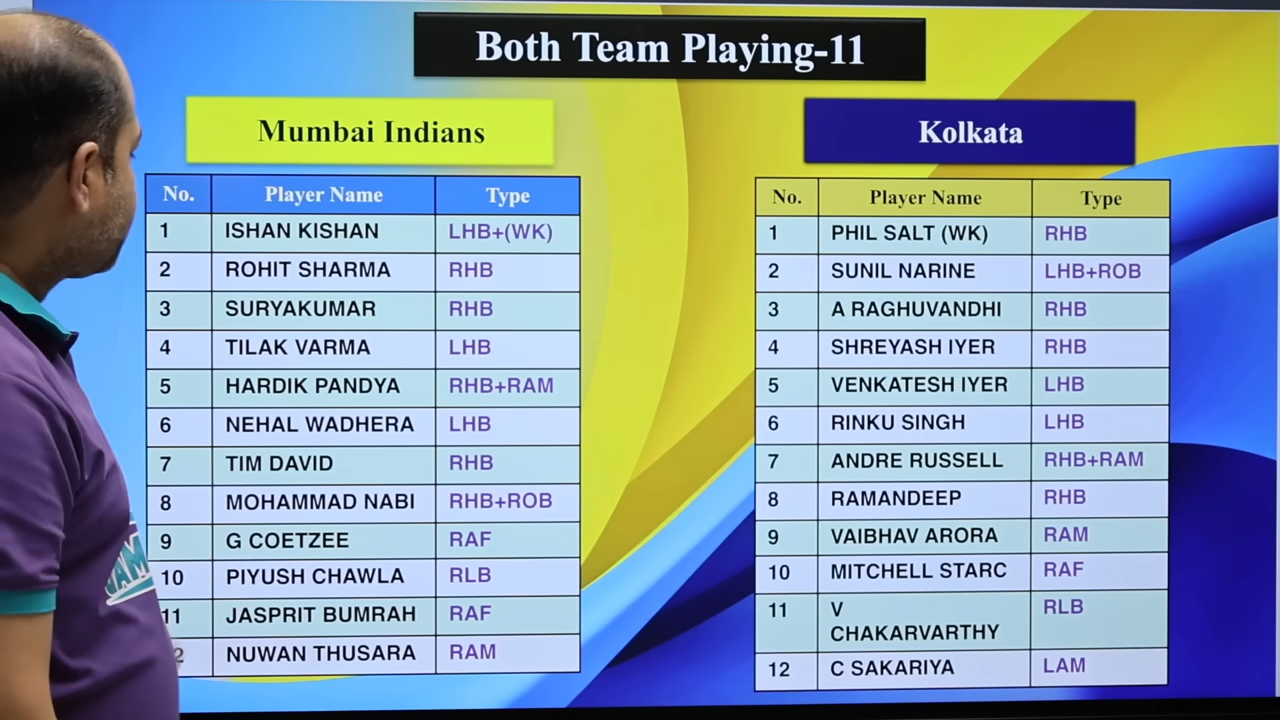 Both Team Playing-11
Mumbai Indians
No. Player Name Type
1 ISHAN KISHAN LHB+(WK)
2 ROHIT SHARMA RHB
3 SURYAKUMAR RHB
4 TILAK VARMA LHB
5 HARDIK PANDYA RHB+RAM
6 NEHAL WADHERA LHB
7 TIM DAVID RHB
8 MOHAMMAD NABI RHB+ROB
9 G COETZEE RAF
10 PIYUSH CHAWLA RLB
11 JASPRIT BUMRAH RAF
2 NUWAN THUSARA RAM
Kolkata
No. Player Name Type
1 PHIL SALT (WK) RHB
2 SUNIL NARINE LHB+ROB
3 A RAGHUVANDHI RHB
4 SHREYASH IYER RHB
5 VENKATESH IYER LHB
6 RINKU SINGH LHB
7 ANDRE RUSSELL RHB+RAM
8 RAMANDEEP RHB
9 VAIBHAV ARORA RAM
10 MITCHELL STARC RAF
11 V RLB
CHAKARVARTHY
12 C SAKARIYA LAM